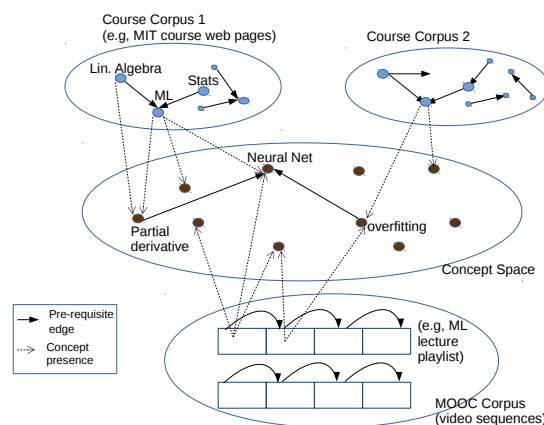 Course Corpus 1
(e.g, MIT course web pages)
Course Corpus 2
Lin. Algebra
Stats
ML
Neural Net
Partial
derivative
overfitting
Concept Space
Pre-requisite
edge
Concept
presence
(e.g, ML
lecture
playlist)
MOOC Corpus
(video sequences)